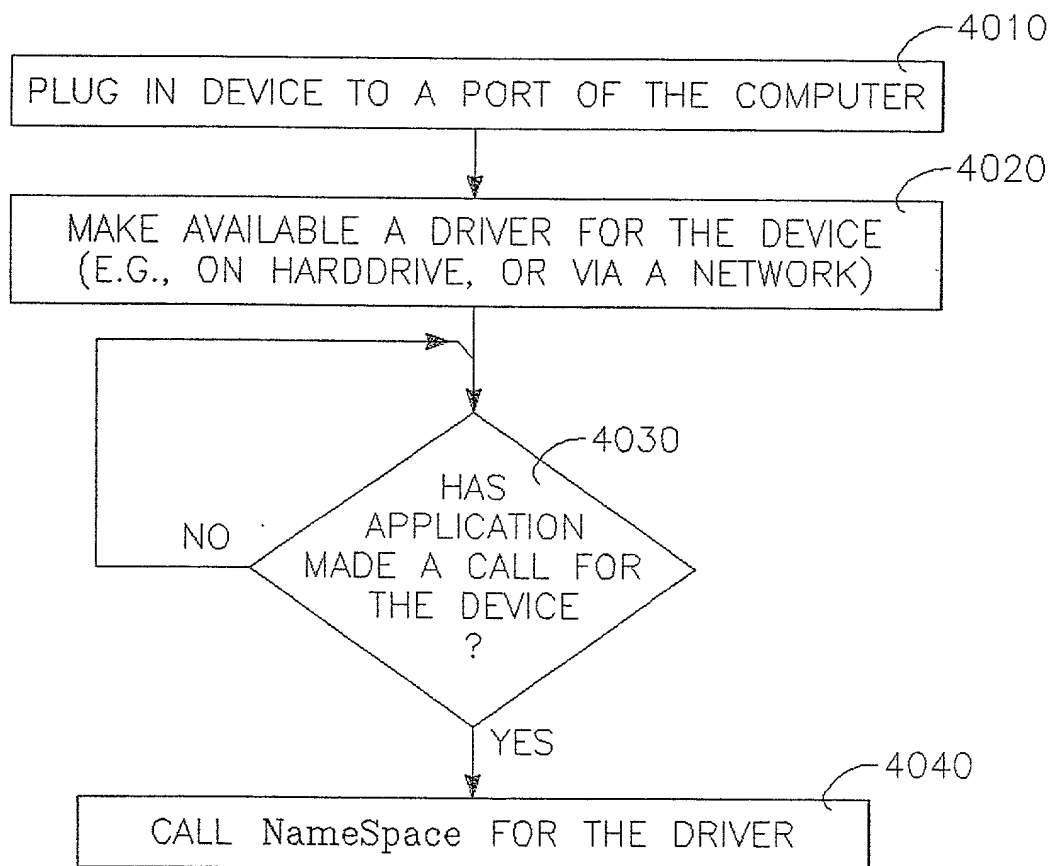 4010
PLUG IN DEVICE TO A PORT OF THE COMPUTER
4020
MAKE AVAILABLE A DRIVER FOR THE DEVICE
(E.G., ON HARDDRIVE, OR VIA A NETWORK)
4030
HAS
APPLICATION
MADE A CALL FOR
THE DEVICE
?
NO
YES
4040
CALL NameSpace FOR THE DRIVER